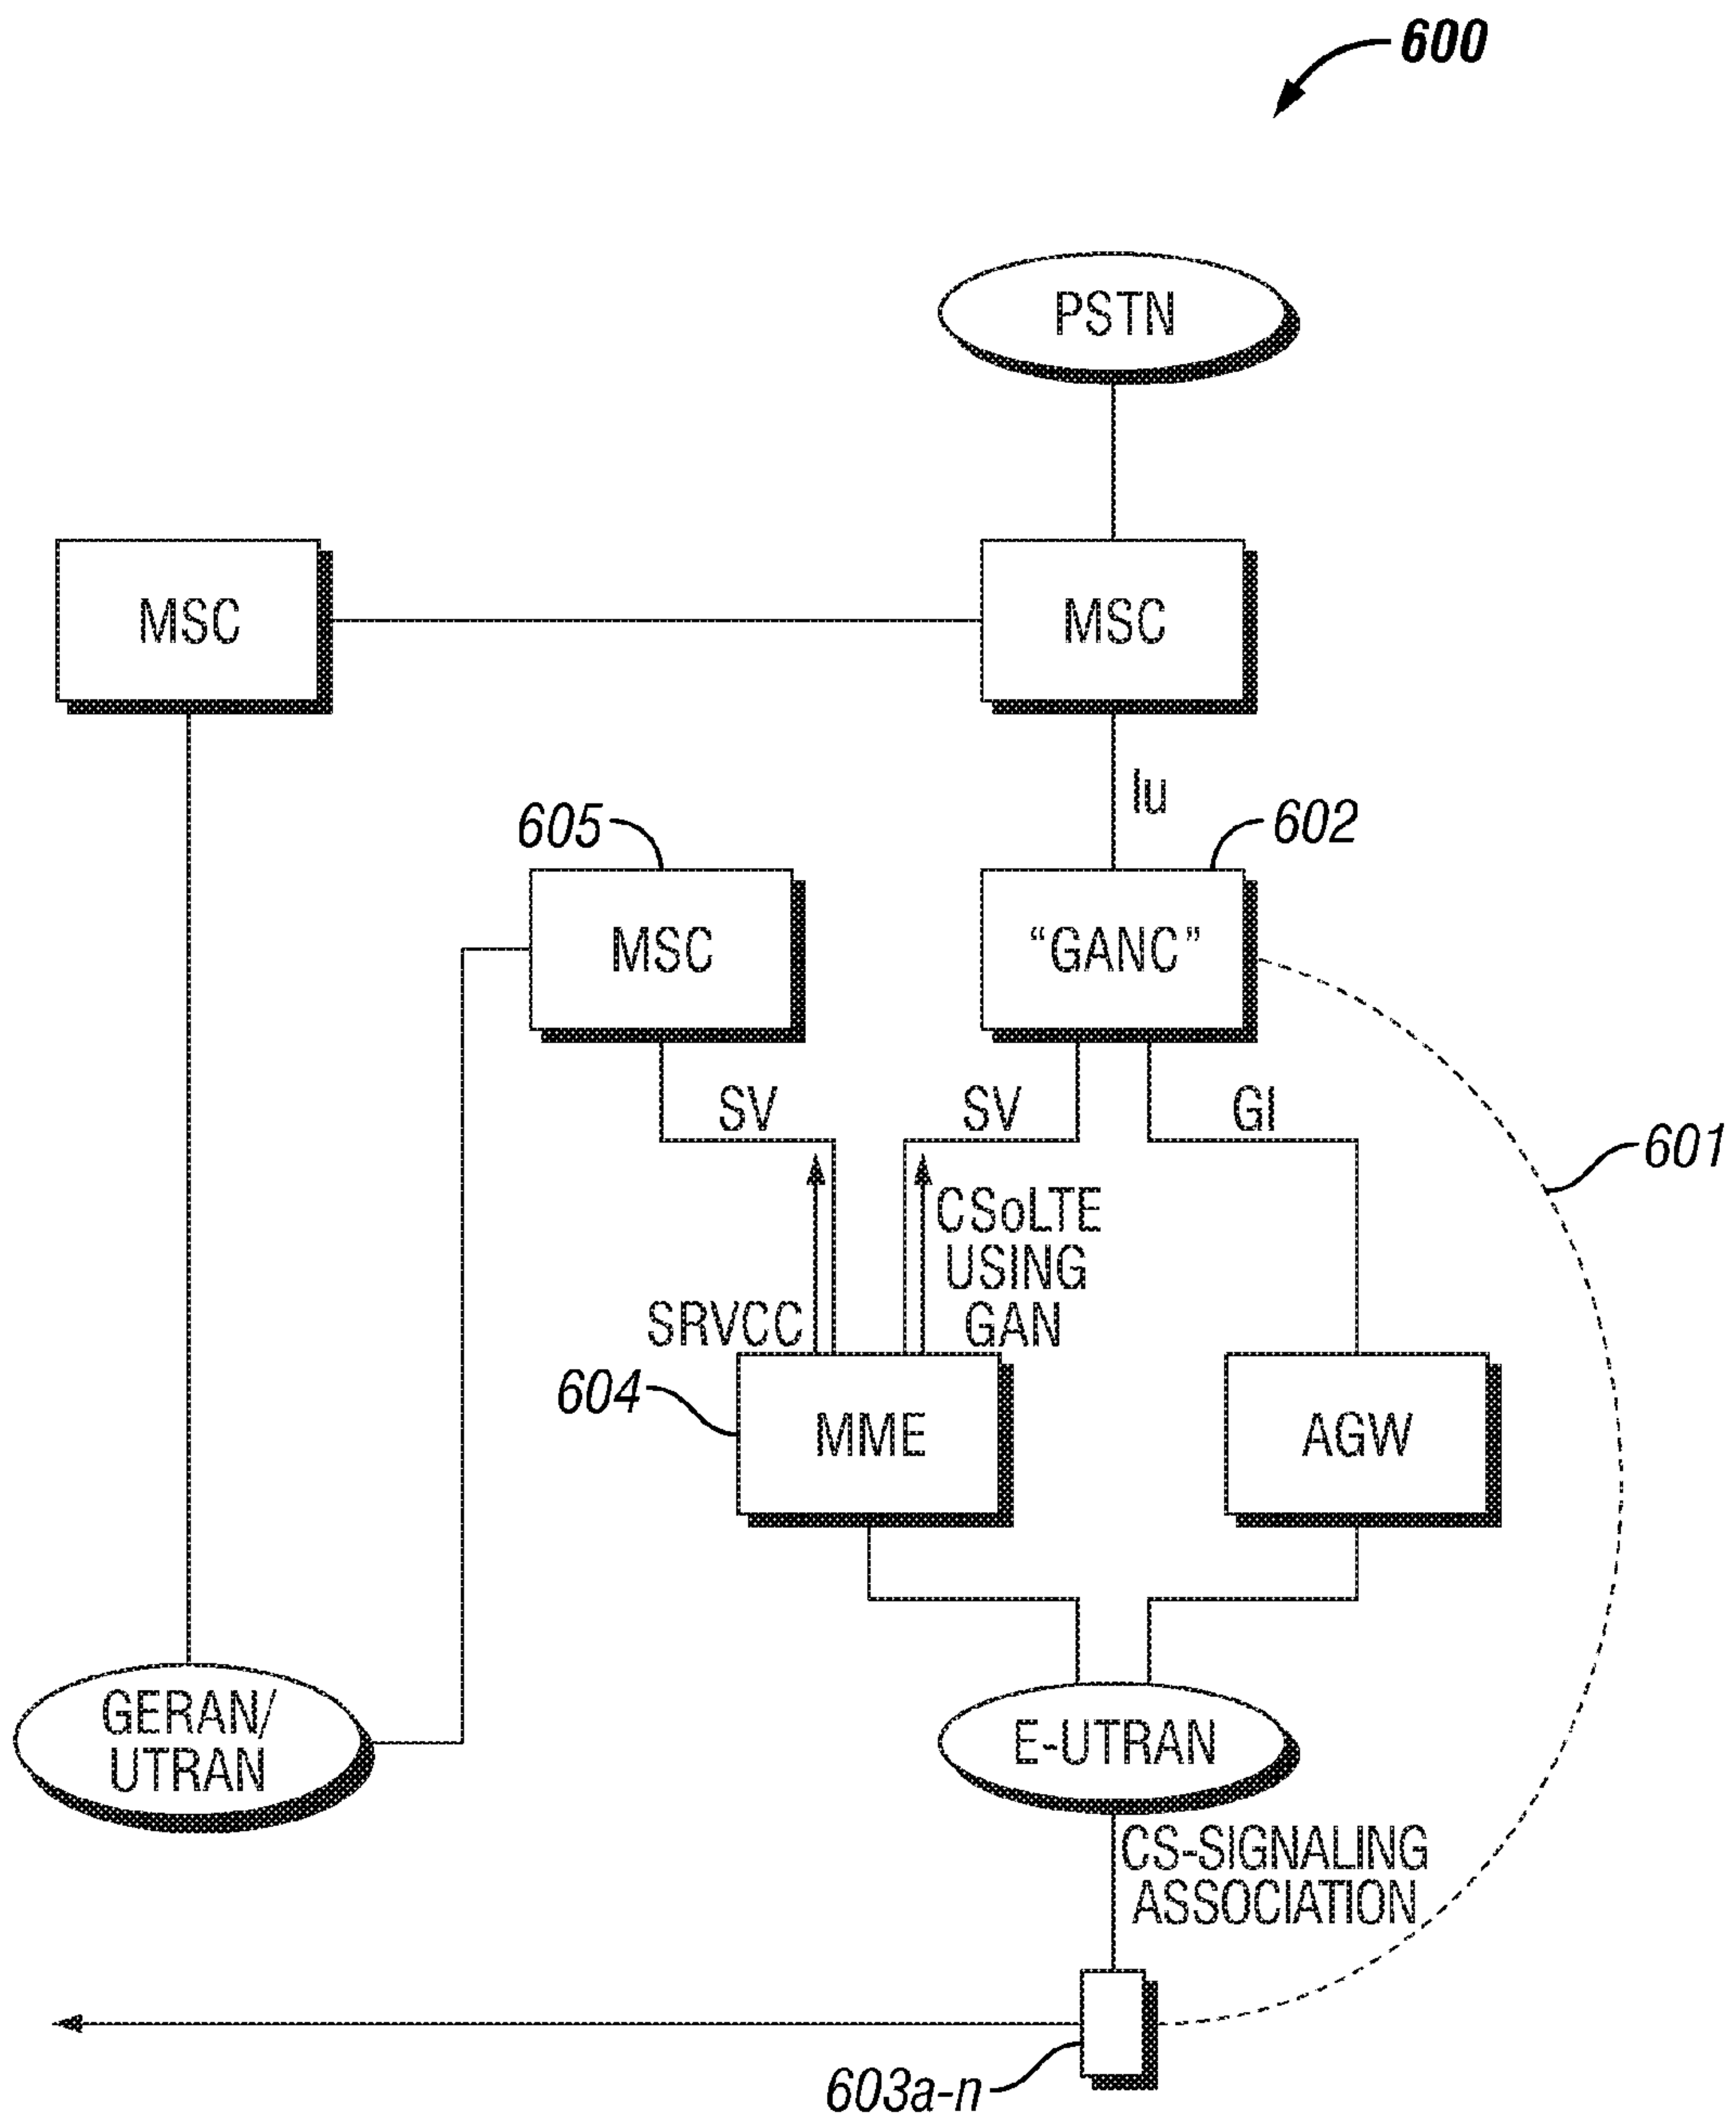 600
PSTN
MSC
MSC
Iu
605
602
MSC
“GANC”
SV
SV
GI
601
CSoLTE
USING
GAN
SRVCC
604
MME
AGW
GERAN/
UTRAN
E-UTRAN
CS-SIGNALING
ASSOCIATION
603a-n